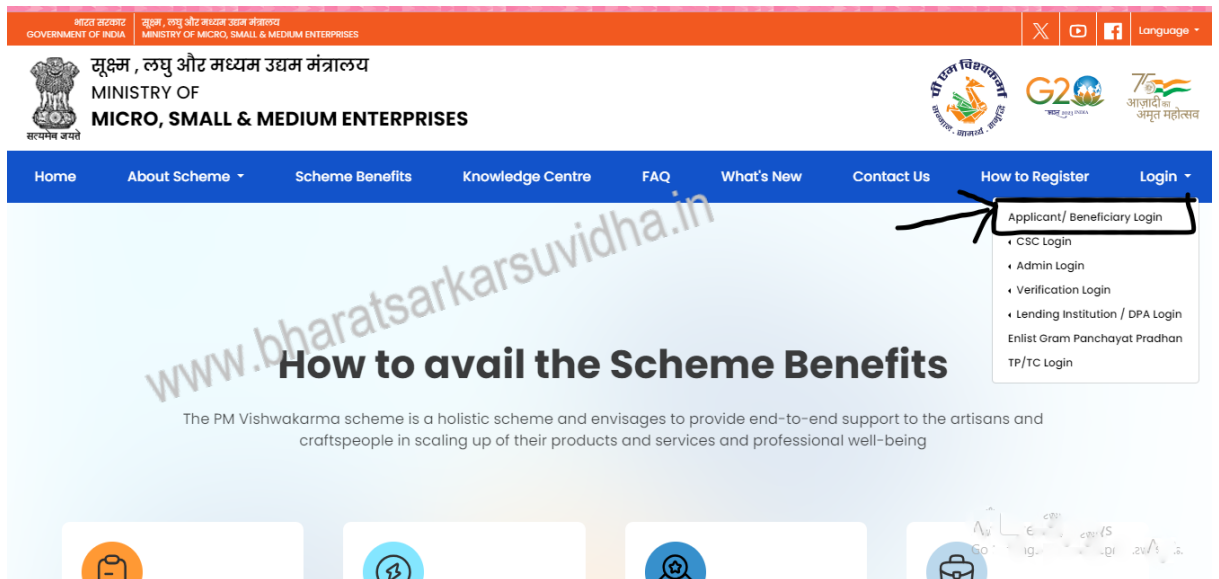 भारत सरकार
GOVERNMENT OF INDIA
सूक्ष्म, लघु और मध्यम उद्यम मंत्रालय
MINISTRY OF MICRO, SMALL & MEDIUM ENTERPRISES
Language
सूक्ष्म , लघु और मध्यम उद्यम मंत्रालय
MINISTRY OF
MICRO, SMALL & MEDIUM ENTERPRISES
सत्यमेव जयते
पी एम विश्वकर्मा
सम्मान, सामर्थ्य, समृद्धि
G20
75
आज़ादी का
अमृत महोत्सव
Home About Scheme Scheme Benefits Knowledge Centre FAQ What's New Contact Us How to Register Login
Applicant/ Beneficiary Login
CSC Login
Admin Login
Verification Login
Lending Institution / DPA Login
Enlist Gram Panchayat Pradhan
TP/TC Login
www.bharatsarkarsuvidha.in
How to avail the Scheme Benefits
The PM Vishwakarma scheme is a holistic scheme and envisages to provide end-to-end support to the artisans and
craftspeople in scaling up of their products and services and professional well-being